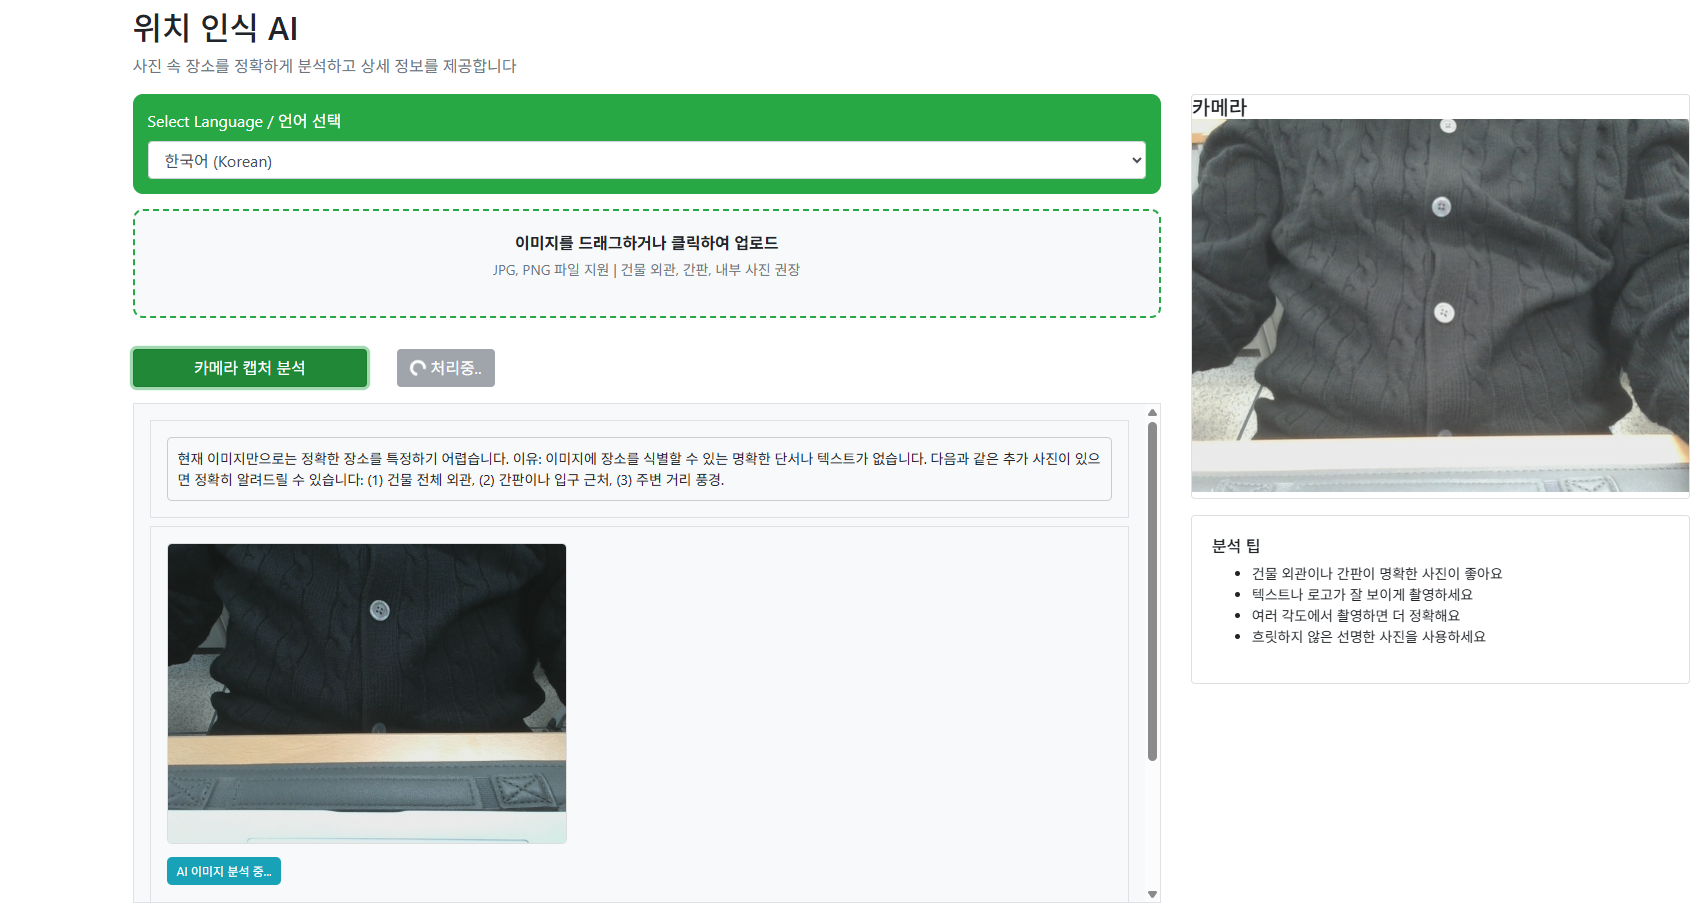 위치 인식 AI
사진 속 장소를 정확하게 분석하고 상세 정보를 제공합니다
Select Language / 언어 선택
한국어 (Korean)
이미지를 드래그하거나 클릭하여 업로드
JPG, PNG 파일 지원 | 건물 외관, 간판, 내부 사진 권장
카메라 캡처 분석
처리중..
현재 이미지만으로는 정확한 장소를 특정하기 어렵습니다. 이유: 이미지에 장소를 식별할 수 있는 명확한 단서나 텍스트가 없습니다. 다음과 같은 추가 사진이 있으
면 정확히 알려드릴 수 있습니다: (1) 건물 전체 외관, (2) 간판이나 입구 근처, (3) 주변 거리 풍경.
AI 이미지 분석 중...
카메라
분석 팁
건물 외관이나 간판이 명확한 사진이 좋아요
텍스트나 로고가 잘 보이게 촬영하세요
여러 각도에서 촬영하면 더 정확해요
흐릿하지 않은 선명한 사진을 사용하세요